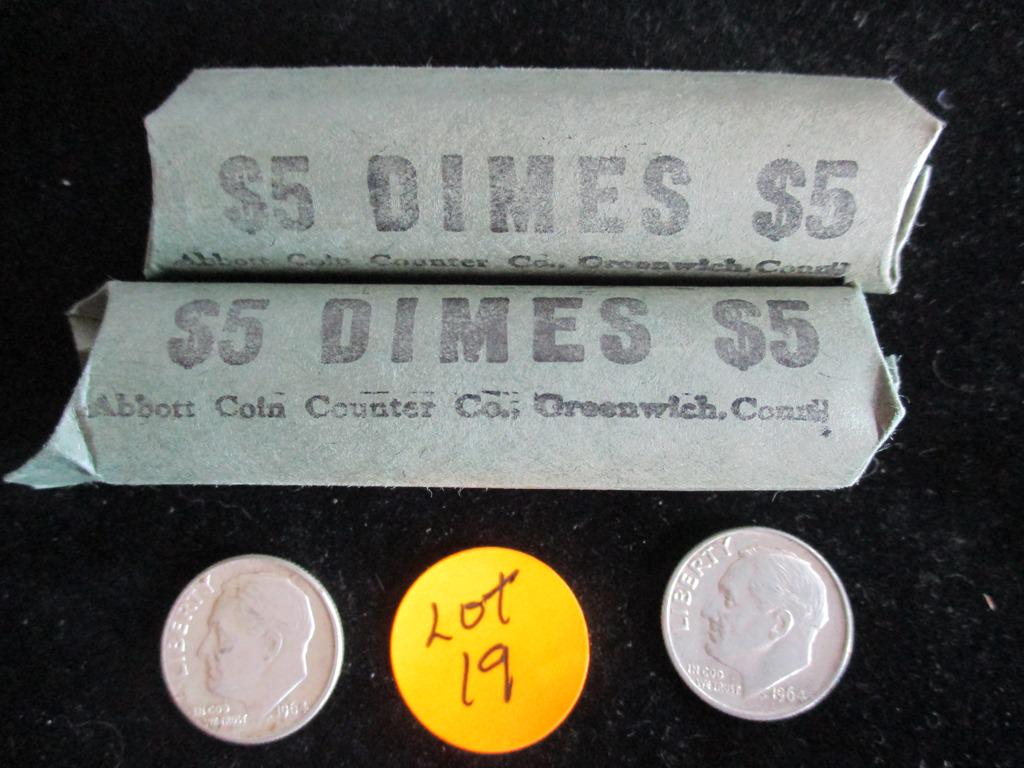 $5 DIMES $5
Abbott Coin Counter Co., Greenwich, Conn.
$5 DIMES $5
Abbott Coin Counter Co., Greenwich, Conn.
LIBERTY
IN GOD
WE TRUST
1964
LOT
19
LIBERTY
IN GOD
WE TRUST
1964